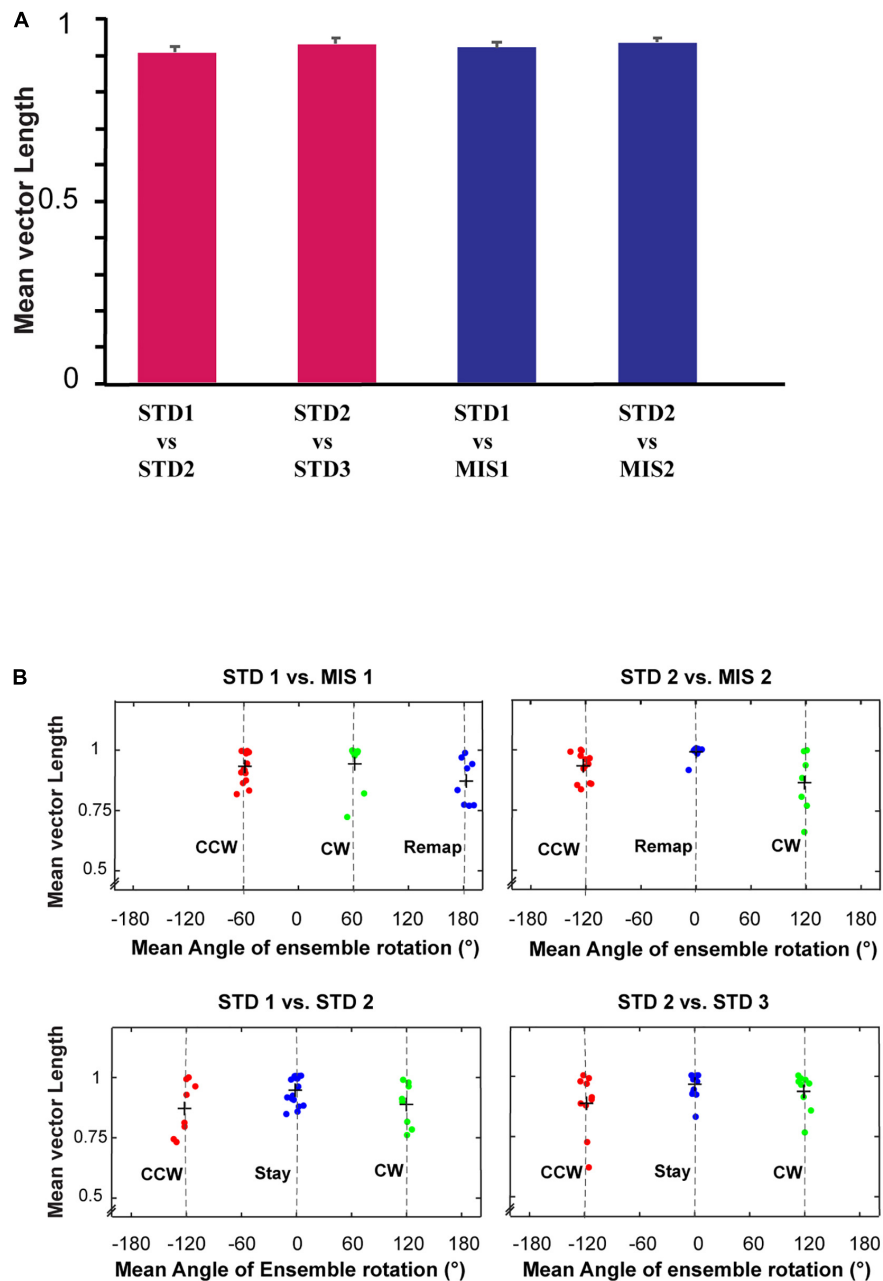 A
1
0.5
0
Mean vector Length
STD1 vs STD2
STD2 vs STD3
STD1 vs MIS1
STD2 vs MIS2
B
STD 1 vs. MIS 1
Mean vector Length
1
0.75
0.5
CCW
CW
Remap
-180 -120 -60 0 60 120 180
Mean Angle of ensemble rotation (°)
STD 2 vs. MIS 2
CCW
Remap
CW
-180 -120 -60 0 60 120 180
Mean Angle of ensemble rotation (°)
STD 1 vs. STD 2
Mean vector Length
1
0.75
0.5
CCW
Stay
CW
-180 -120 -60 0 60 120 180
Mean Angle of Ensemble rotation (°)
STD 2 vs. STD 3
CCW
Stay
CW
-180 -120 -60 0 60 120 180
Mean Angle of ensemble rotation (°)